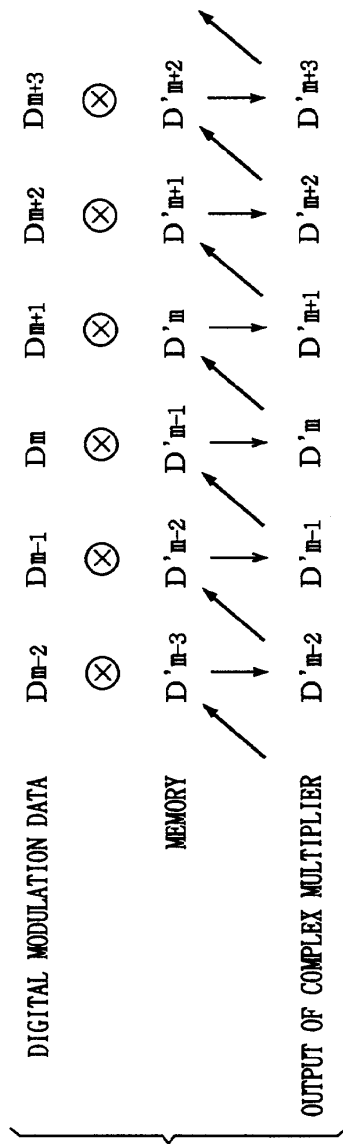 DIGITAL MODULATION DATA Dm-2 Dm-1 Dm Dm+1 Dm+2 Dm+3
MEMORY D'm-3 D'm-2 D'm-1 D'm D'm+1 D'm+2
OUTPUT OF COMPLEX MULTIPLIER D'm-2 D'm-1 D'm D'm+1 D'm+2 D'm+3